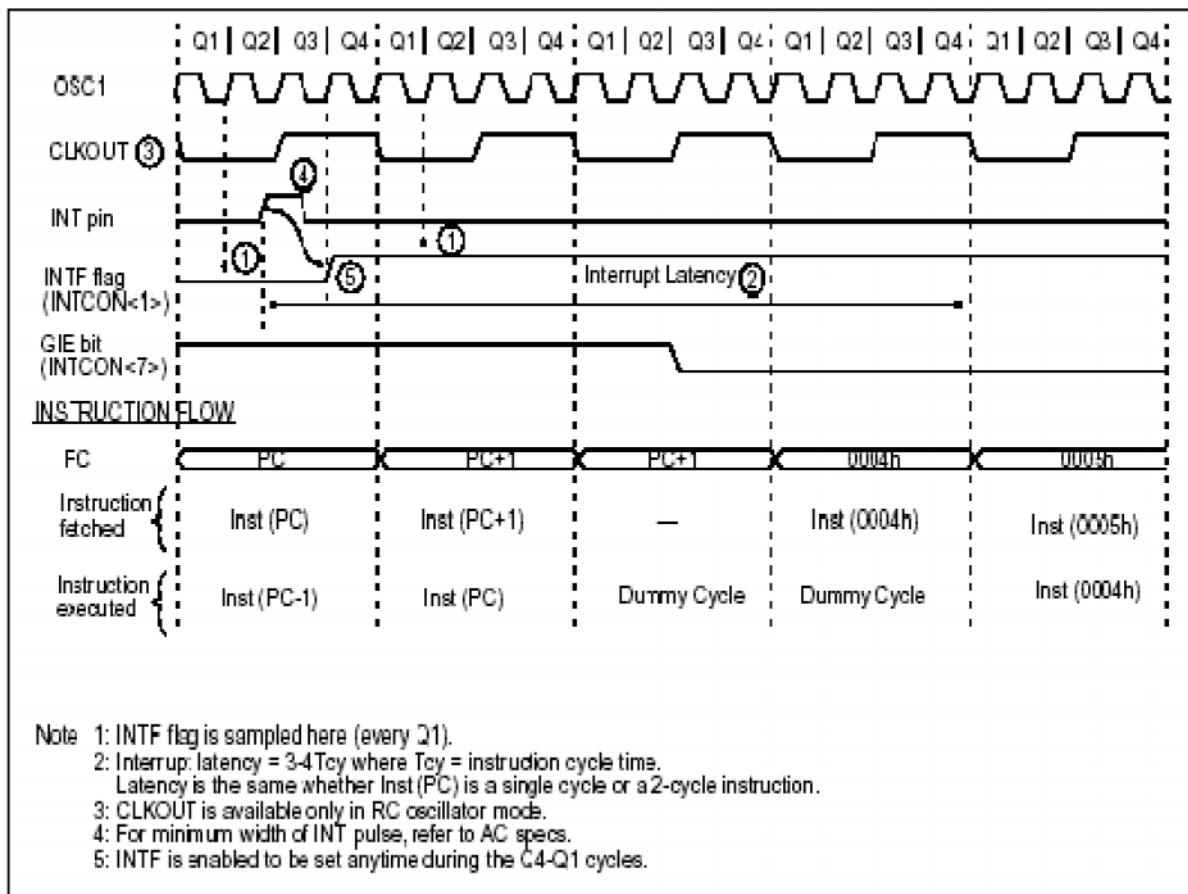 Q1 Q2 Q3 Q4 Q1 Q2 Q3 Q4 Q1 Q2 Q3 Q4 Q1 Q2 Q3 Q4 Q1 Q2 Q3 Q4
OSC1
CLKOUT 3
4
INT pin
1 1
INTF flag
(INTCON<1>)
5
Interrupt Latency 2
GIE bit
(INTCON<7>)
INSTRUCTION FLOW
PC PC PC+1 PC+1 0004h 0005h
Instruction
fetched
Inst (PC) Inst (PC+1) — Inst (0004h) Inst (0005h)
Instruction
executed
Inst (PC-1) Inst (PC) Dummy Cycle Dummy Cycle Inst (0004h)
Note 1: INTF flag is sampled here (every Q1).
2: Interrupt latency = 3-4 Tcy where Tcy = instruction cycle time.
Latency is the same whether Inst (PC) is a single cycle or a 2-cycle instruction.
3: CLKOUT is available only in RC oscillator mode.
4: For minimum width of INT pulse, refer to AC specs.
5: INTF is enabled to be set anytime during the Q4-Q1 cycles.